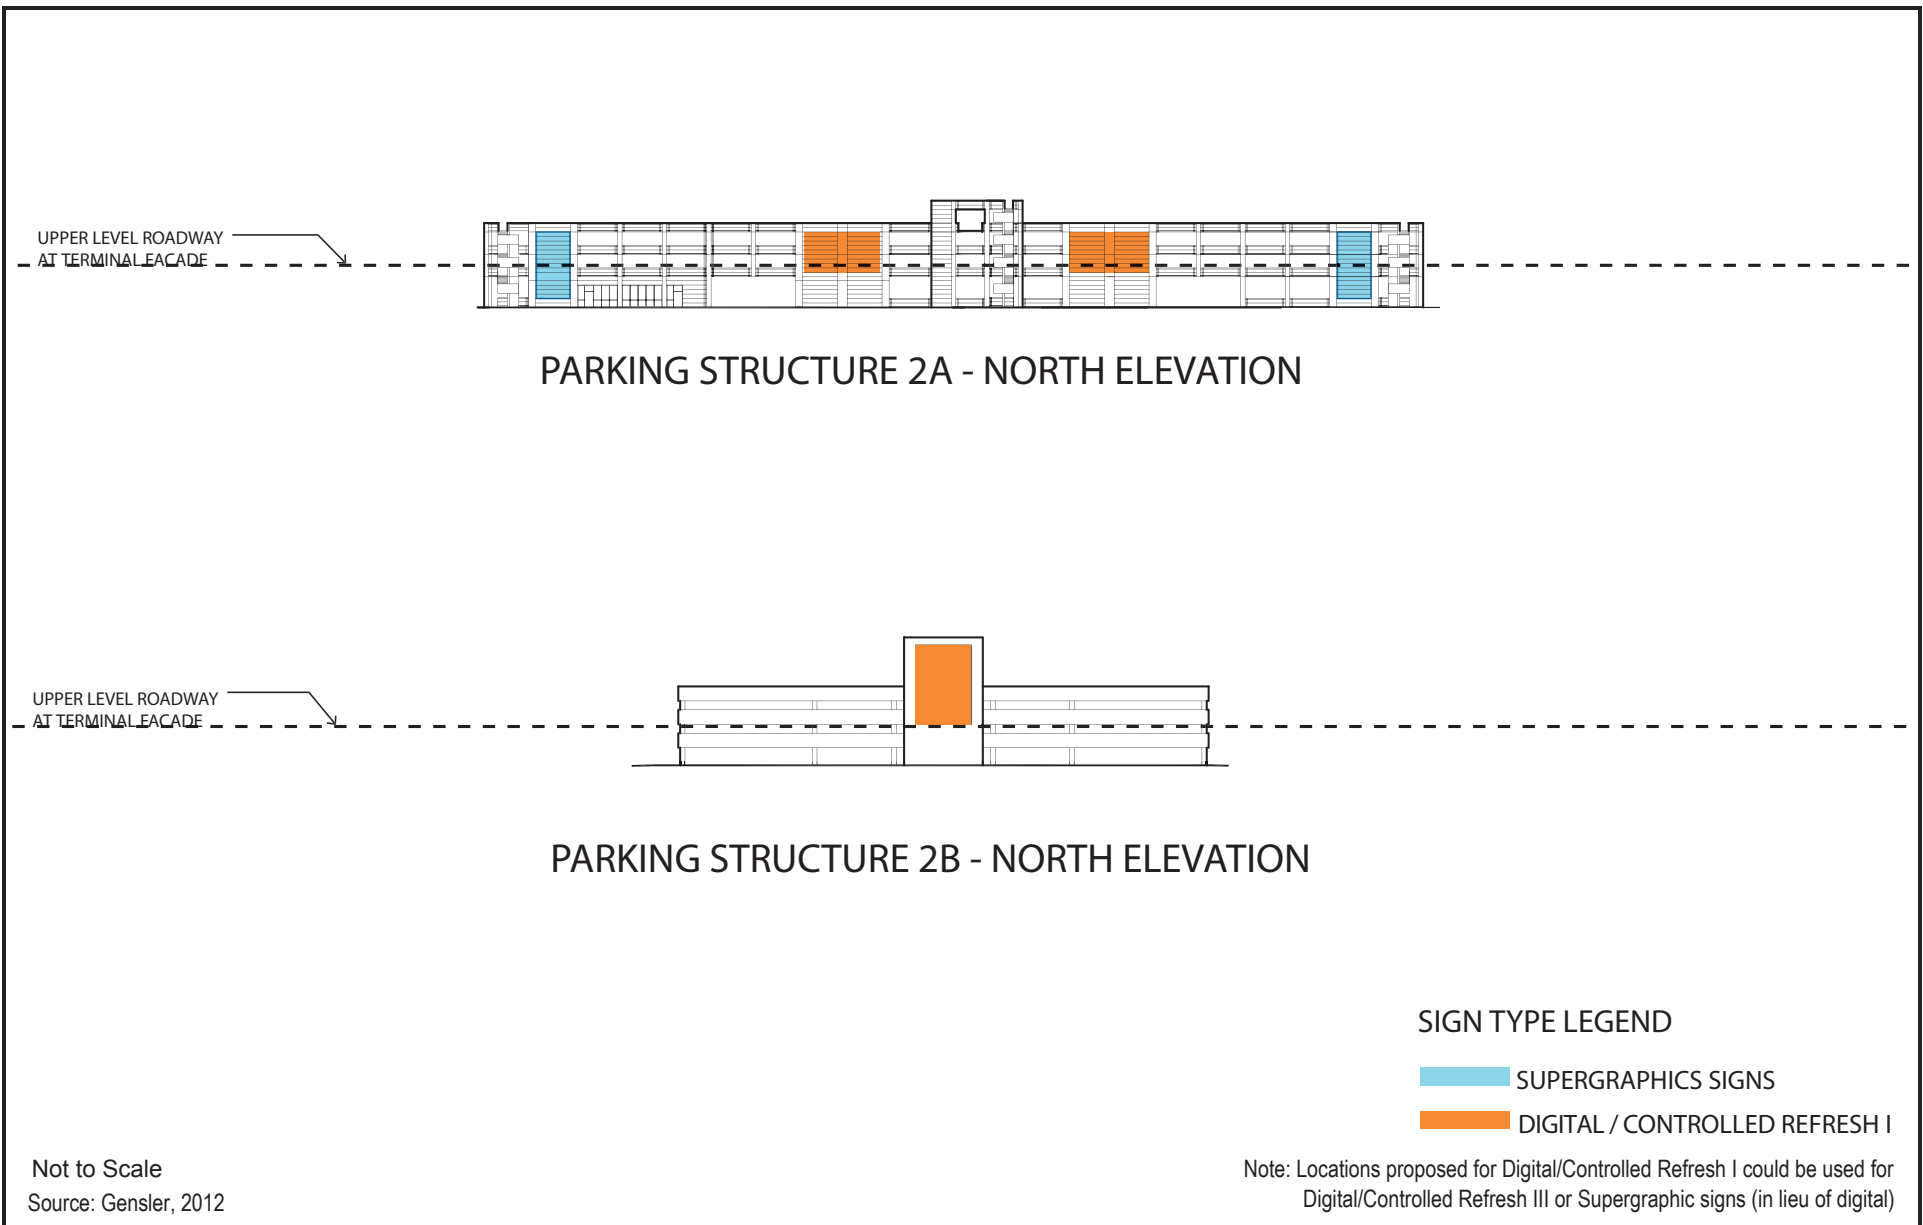 UPPER LEVEL ROADWAY
AT TERMINAL FACADE
PARKING STRUCTURE 2A - NORTH ELEVATION
UPPER LEVEL ROADWAY
AT TERMINAL FACADE
PARKING STRUCTURE 2B - NORTH ELEVATION
SIGN TYPE LEGEND
SUPERGRAPHICS SIGNS
DIGITAL / CONTROLLED REFRESH I
Not to Scale
Source: Gensler, 2012
Note: Locations proposed for Digital/Controlled Refresh I could be used for
Digital/Controlled Refresh III or Supergraphic signs (in lieu of digital)